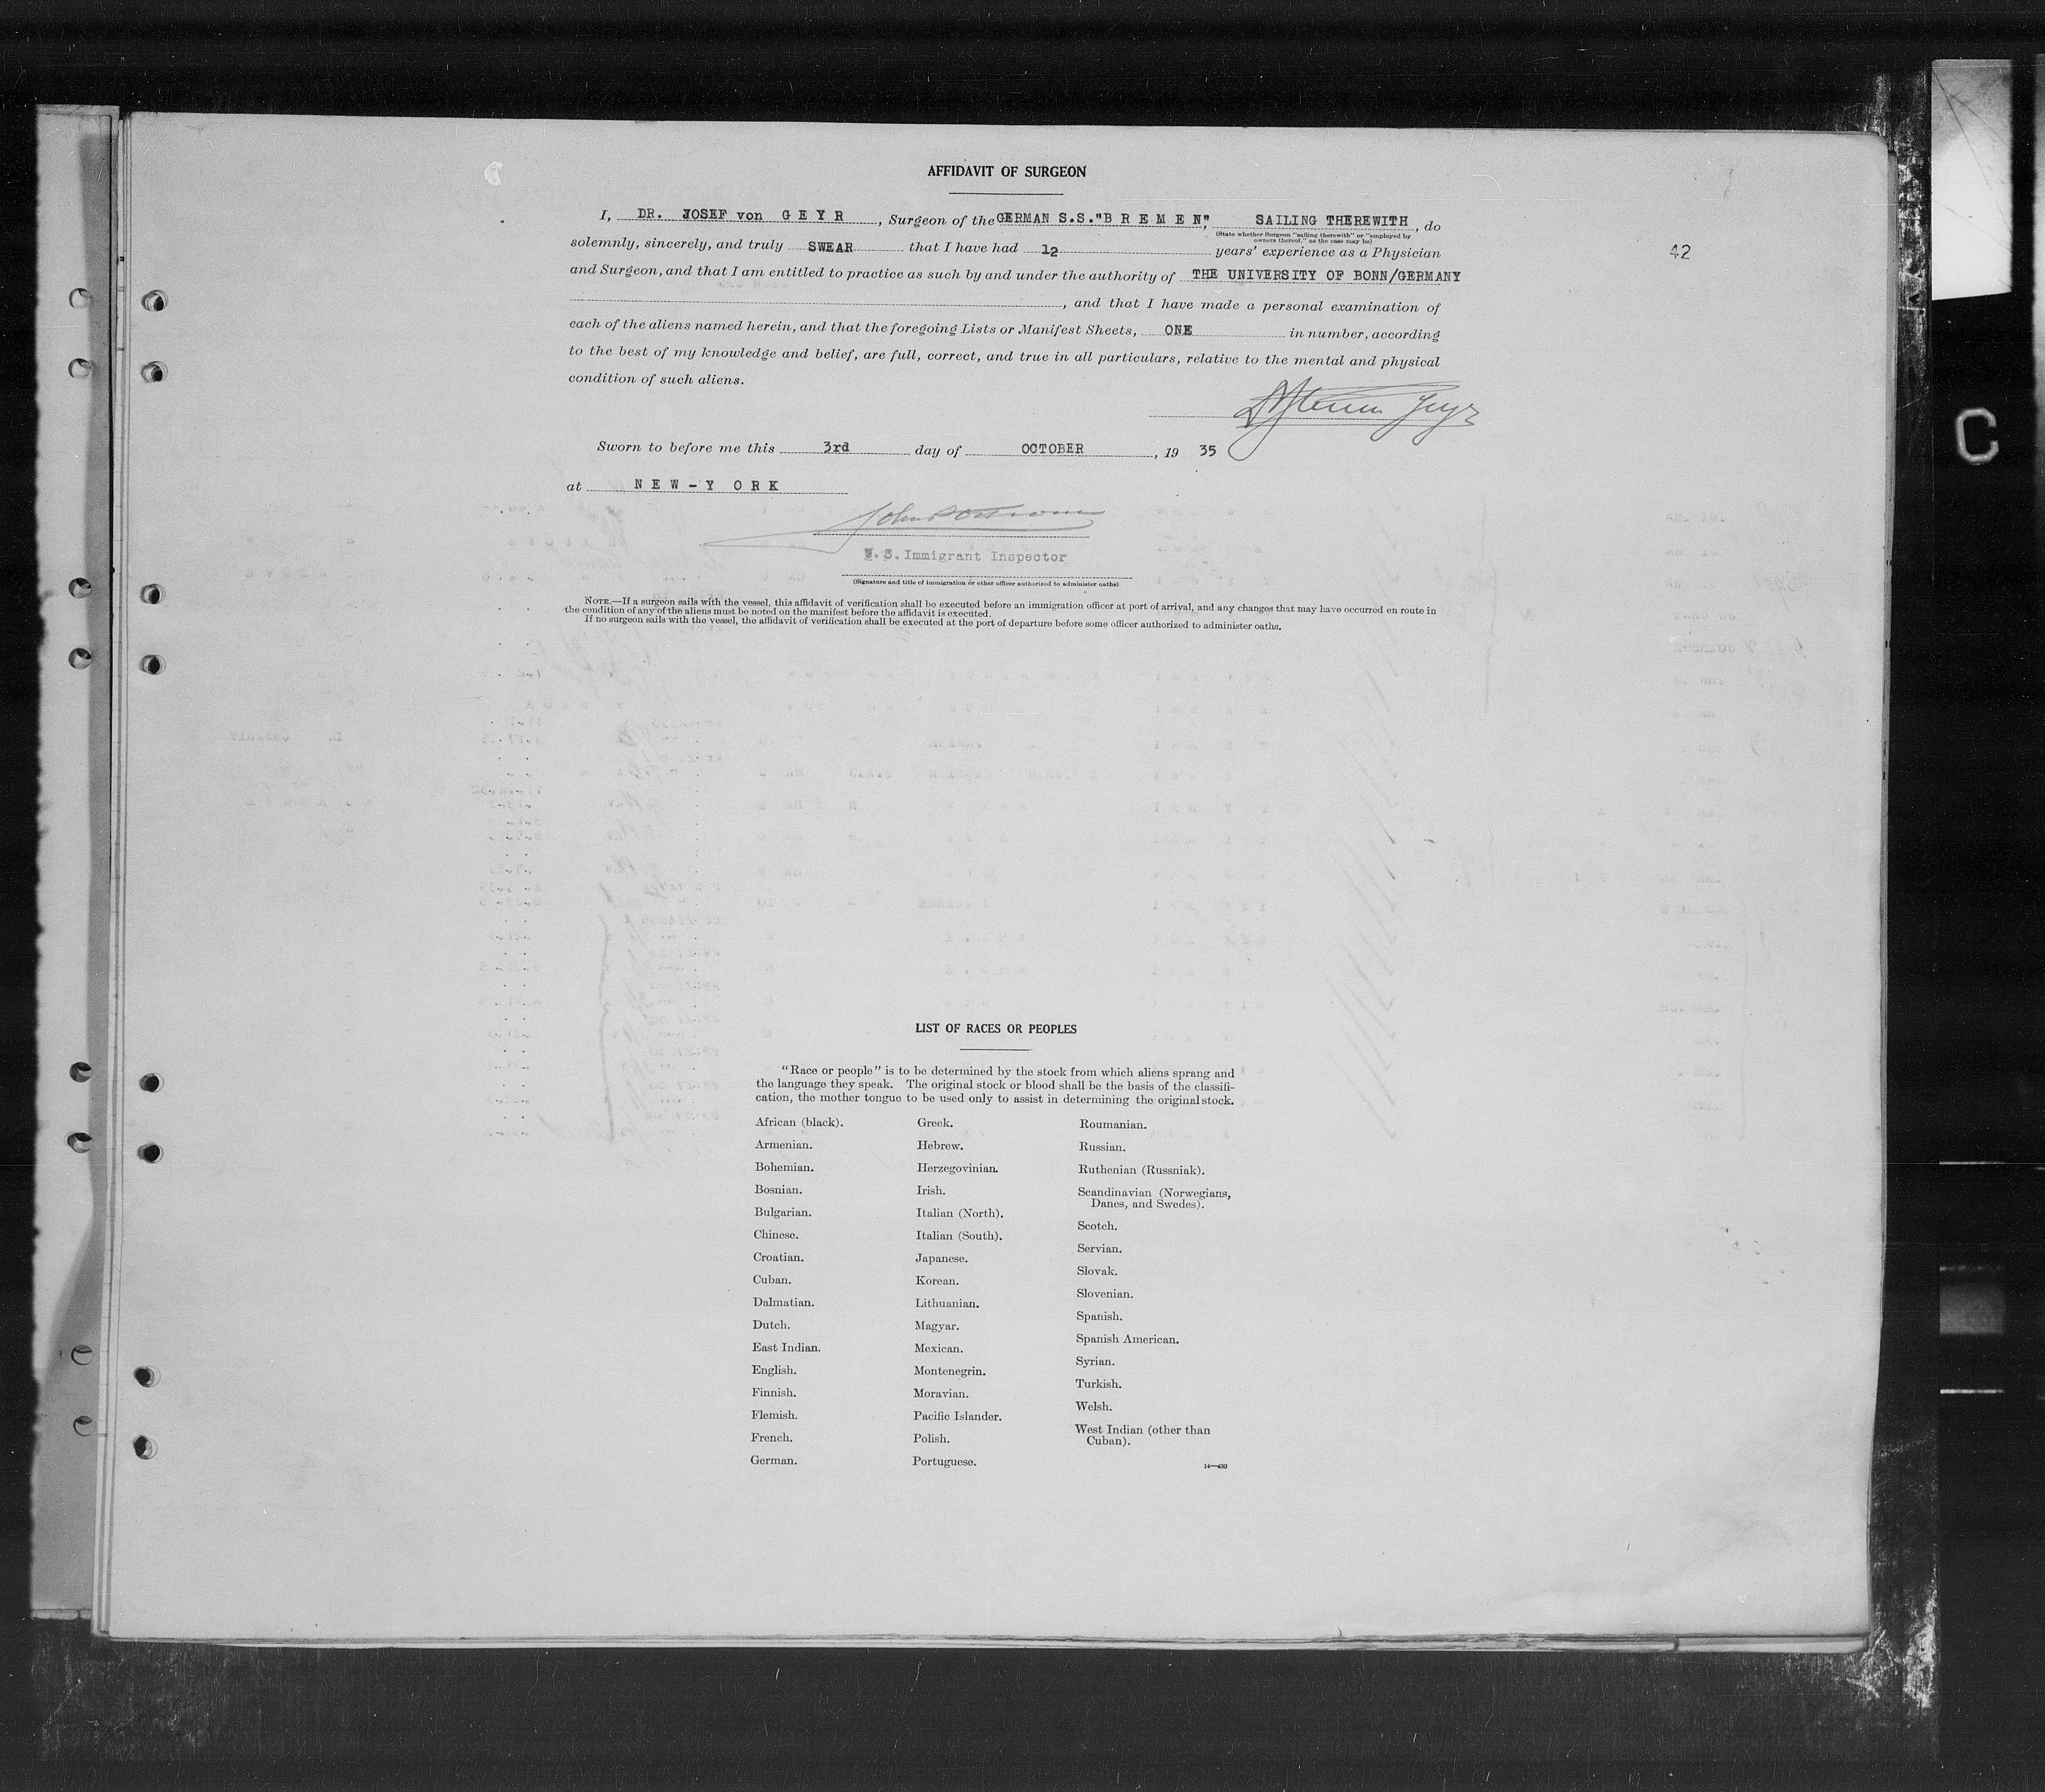 AFFIDAVIT OF SURGEON
I, DR. JOSEF von G E Y R, Surgeon of the GERMAN S.S."B R E M E N", SAILING THEREWITH, do
(State whether Surgeon "sailing therewith" or "employed by
owners thereof," as the case may be)
solemnly, sincerely, and truly SWEAR that I have had 12 years' experience as a Physician
42
and Surgeon, and that I am entitled to practice as such by and under the authority of THE UNIVERSITY OF BONN/GERMANY
, and that I have made a personal examination of
each of the aliens named herein, and that the foregoing Lists or Manifest Sheets, ONE in number, according
to the best of my knowledge and belief, are full, correct, and true in all particulars, relative to the mental and physical
condition of such aliens.
Sworn to before me this 3rd day of OCTOBER, 19 35
at N E W - Y O R K
U. S. Immigrant Inspector
(Signature and title of immigration or other officer authorized to administer oaths)
NOTE.—If a surgeon sails with the vessel, this affidavit of verification shall be executed before an immigration officer at port of arrival, and any changes that may have occurred en route in
the condition of any of the aliens must be noted on the manifest before the affidavit is executed.
If no surgeon sails with the vessel, the affidavit of verification shall be executed at the port of departure before some officer authorized to administer oaths.
LIST OF RACES OR PEOPLES
"Race or people" is to be determined by the stock from which aliens sprang and
the language they speak. The original stock or blood shall be the basis of the classifi-
cation, the mother tongue to be used only to assist in determining the original stock.
African (black).
Armenian.
Bohemian.
Bosnian.
Bulgarian.
Chinese.
Croatian.
Cuban.
Dalmatian.
Dutch.
East Indian.
English.
Finnish.
Flemish.
French.
German.
Greek.
Hebrew.
Herzegovinian.
Irish.
Italian (North).
Italian (South).
Japanese.
Korean.
Lithuanian.
Magyar.
Mexican.
Montenegrin.
Moravian.
Pacific Islander.
Polish.
Portuguese.
Roumanian.
Russian.
Ruthenian (Russniak).
Scandinavian (Norwegians,
Danes, and Swedes).
Scotch.
Servian.
Slovak.
Slovenian.
Spanish.
Spanish American.
Syrian.
Turkish.
Welsh.
West Indian (other than
Cuban).
14—430
C